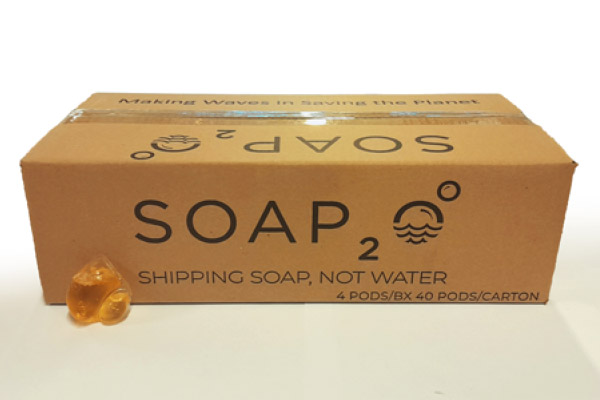 Making Waves in Saving the Planet
SOAP2O
SOAP2O
SHIPPING SOAP, NOT WATER
4 PODS/BX 40 PODS/CARTON